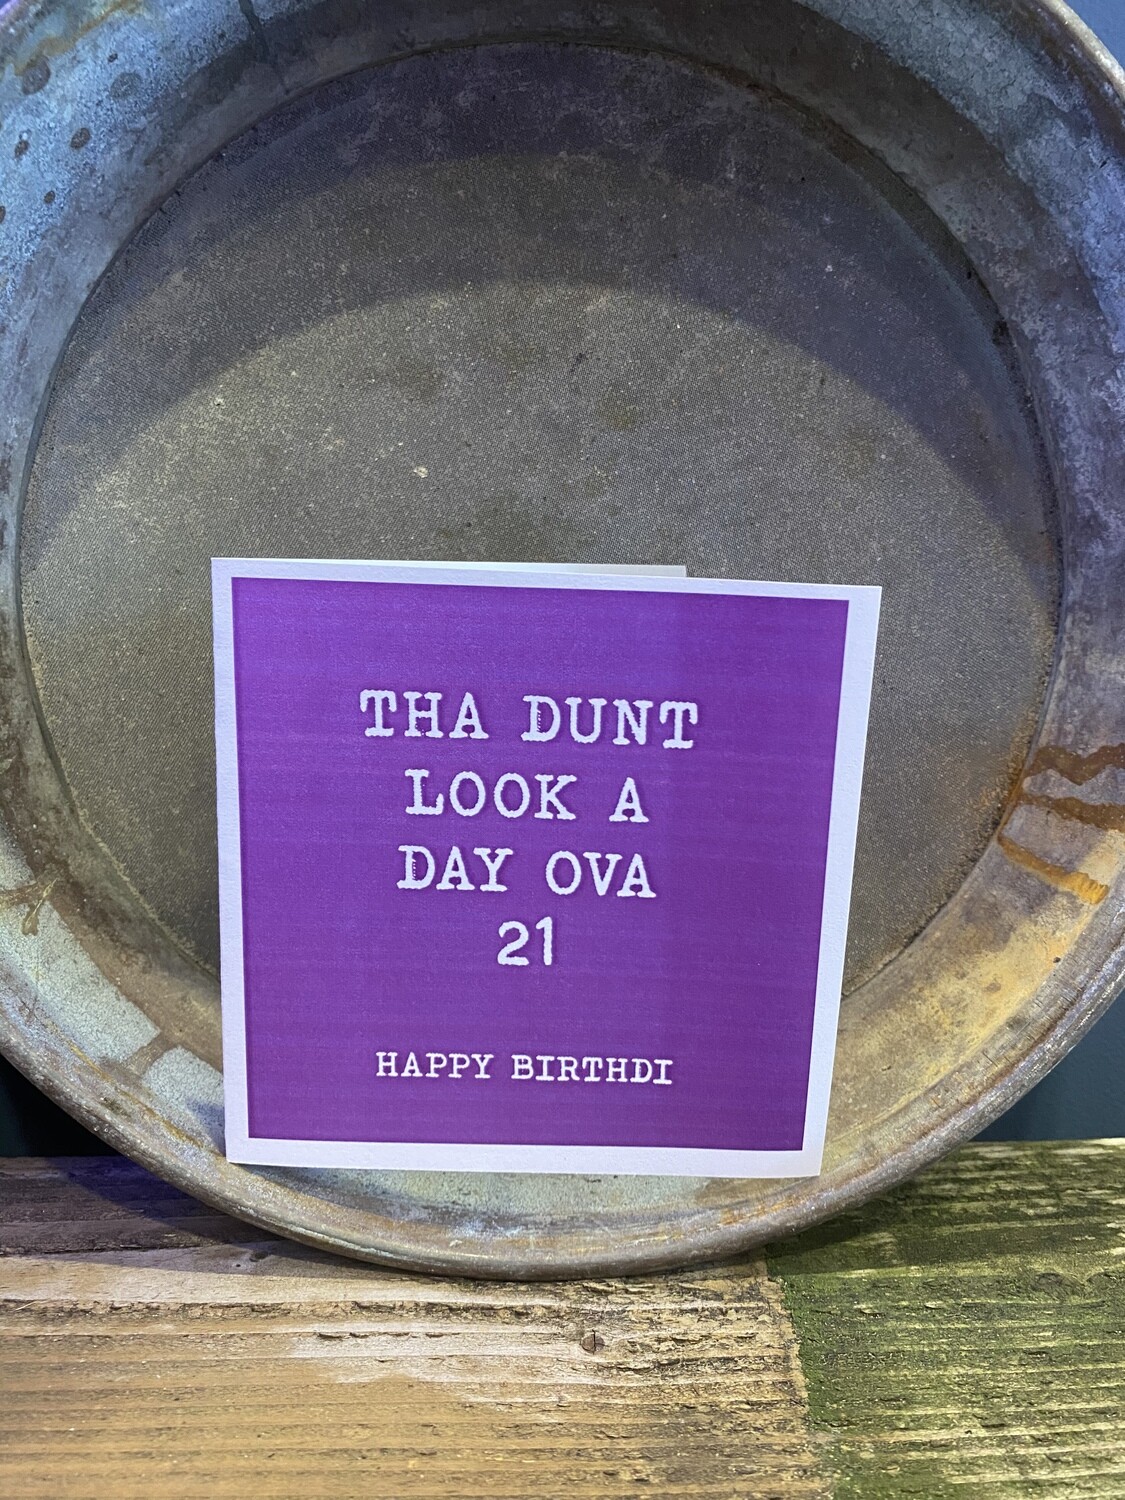 THA DUNT
LOOK A
DAY OVA
21
HAPPY BIRTHDI